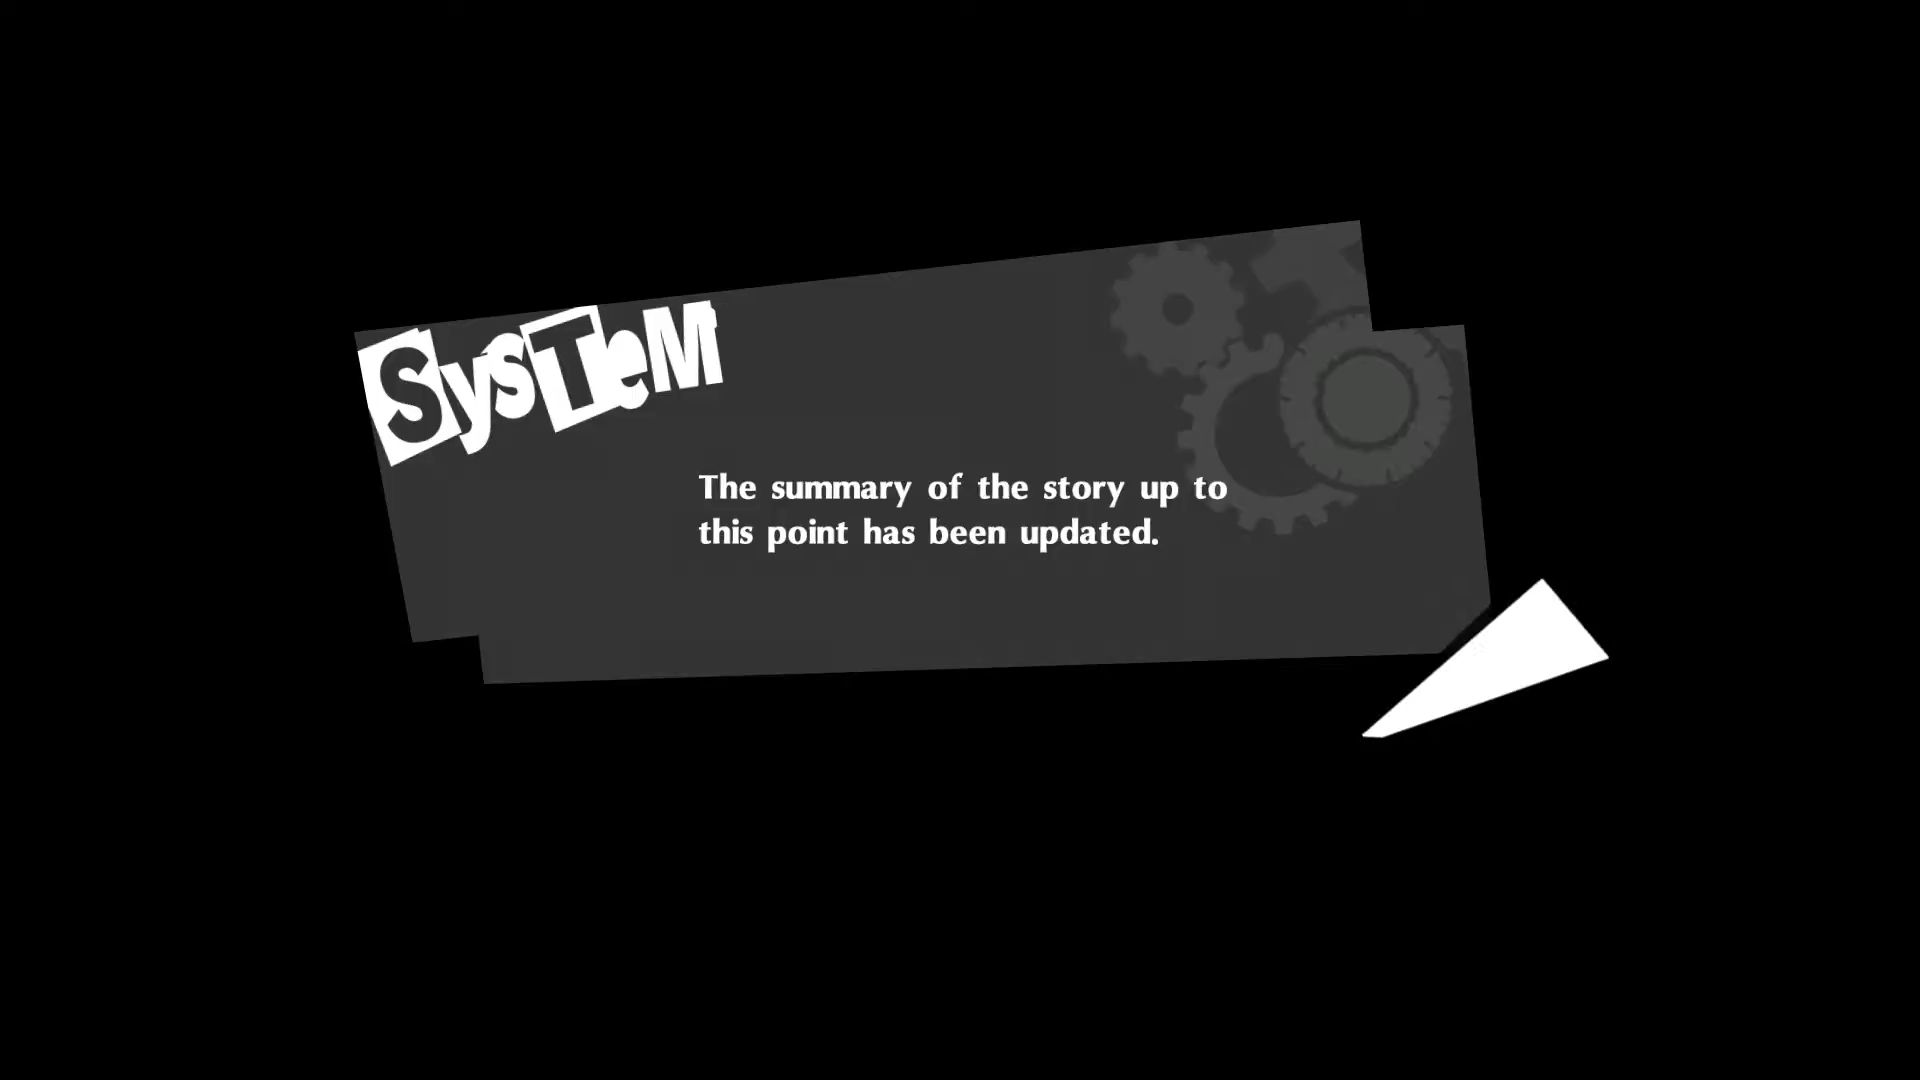 SysTeM
The summary of the story up to
this point has been updated.